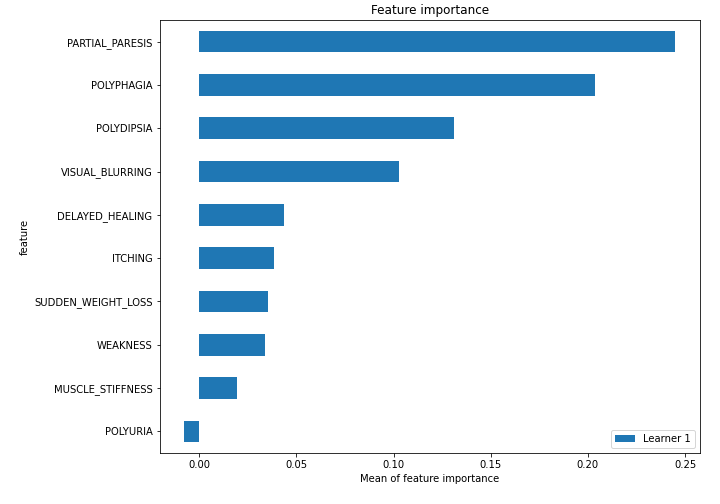 Feature importance
PARTIAL_PARESIS
POLYPHAGIA
POLYDIPSIA
VISUAL_BLURRING
DELAYED_HEALING
ITCHING
SUDDEN_WEIGHT_LOSS
WEAKNESS
MUSCLE_STIFFNESS
POLYURIA
feature
Learner 1
0.00 0.05 0.10 0.15 0.20 0.25
Mean of feature importance